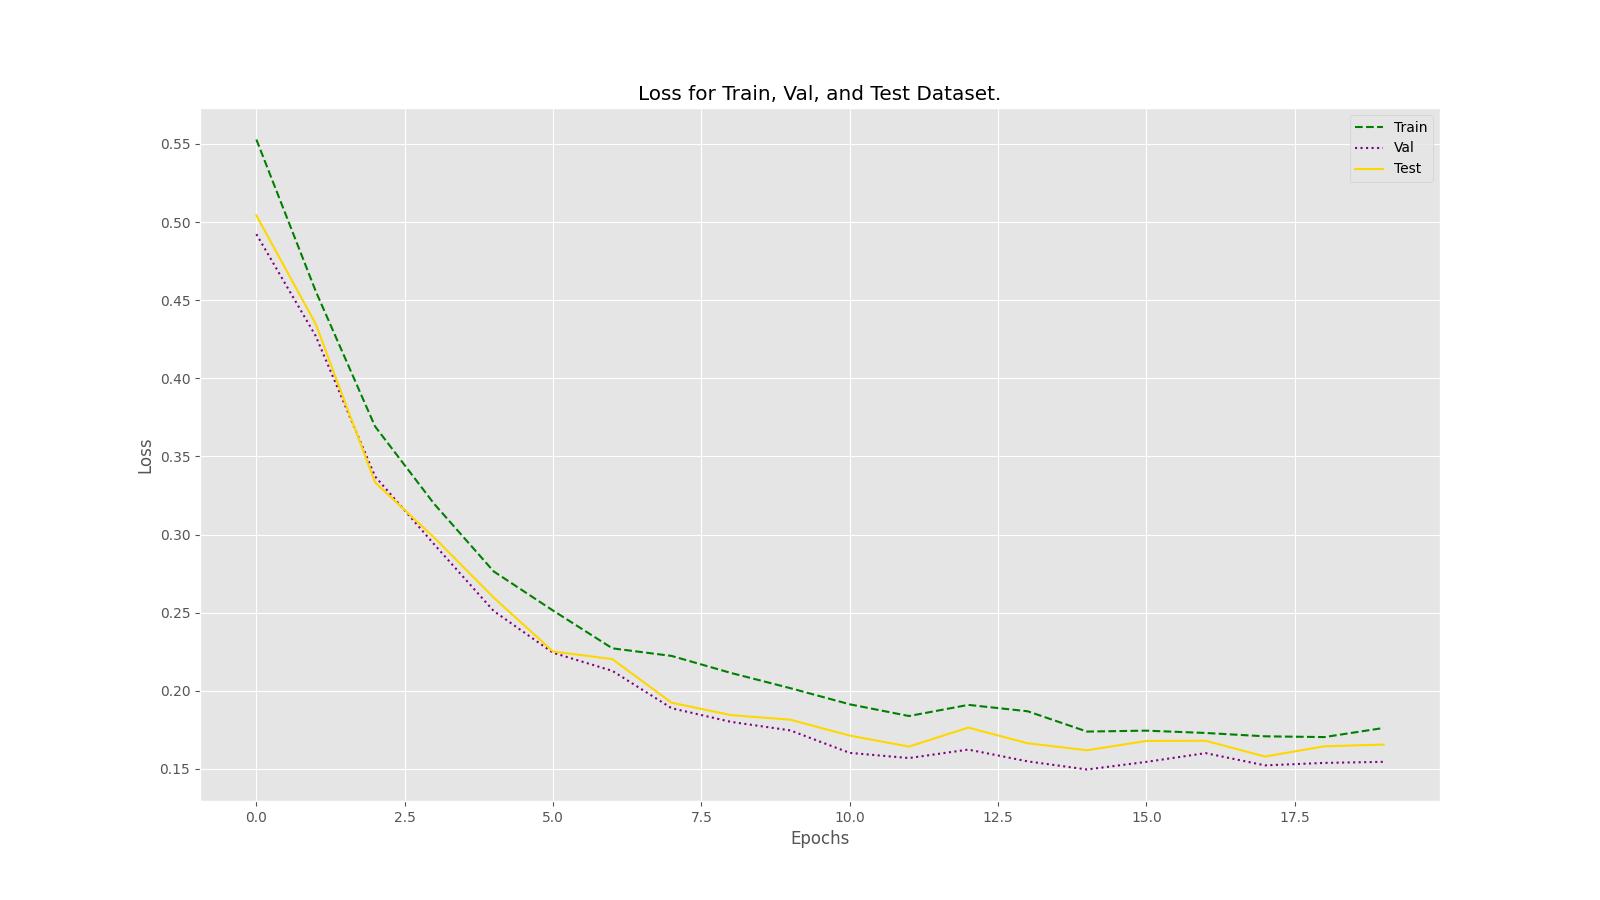 Loss for Train, Val, and Test Dataset.
Train
Val
Test
0.55
0.50
0.45
0.40
0.35
0.30
0.25
0.20
0.15
Loss
0.0 2.5 5.0 7.5 10.0 12.5 15.0 17.5
Epochs